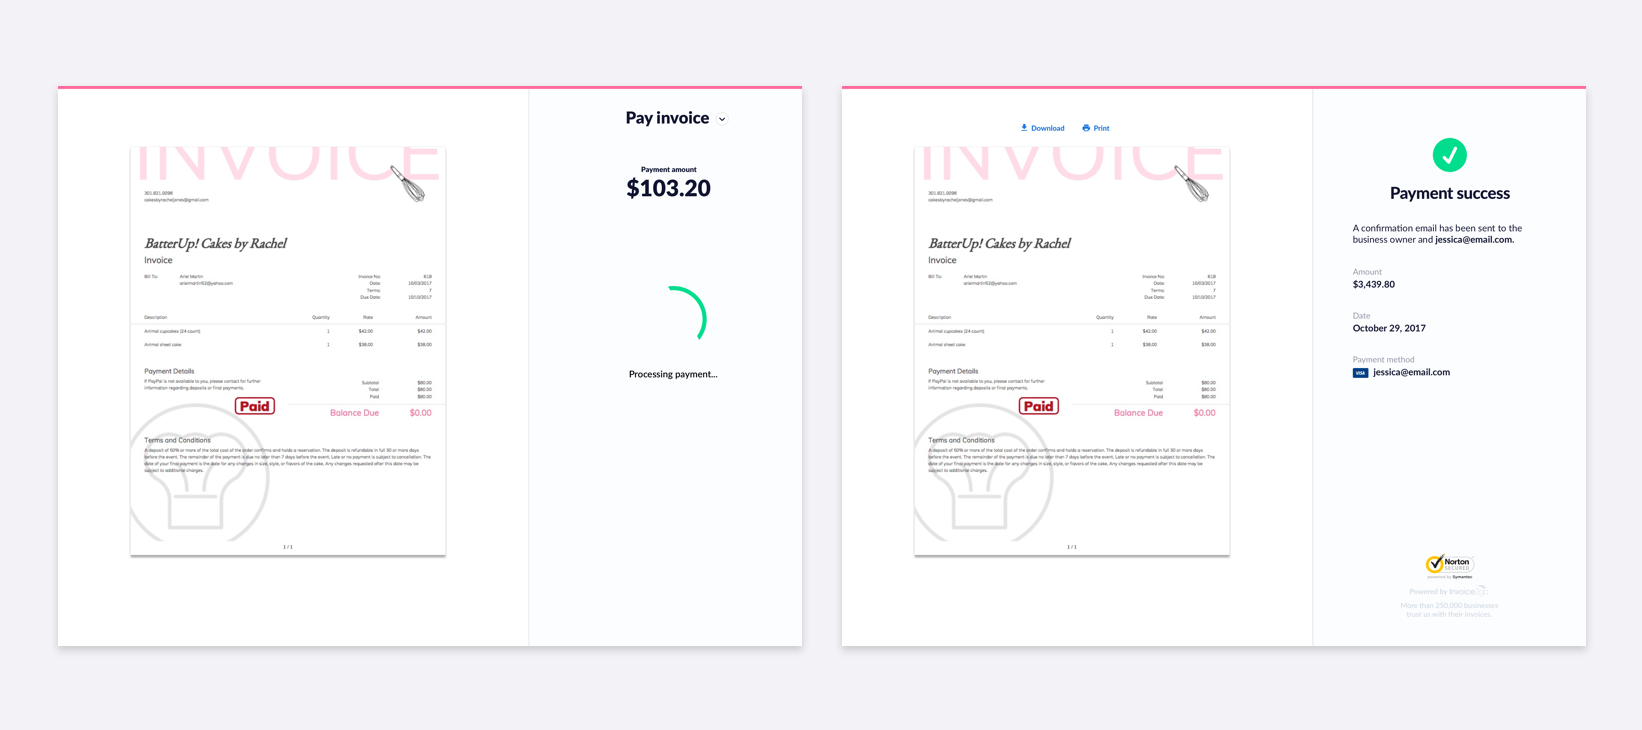 INVOICE
301.821.0098
cakesbyracheljones@gmail.com
BatterUp! Cakes by Rachel
Invoice
Bill To: Ariel Martin
arielmartin62@yahoo.com
Invoice No: 61B
Date: 10/03/2017
Terms: 7
Due Date: 10/10/2017
Description Quantity Rate Amount
Animal cupcakes (24 count) 1 $42.00 $42.00
Animal sheet cake 1 $38.00 $38.00
Payment Details
If PayPal is not available to you, please contact for further
information regarding deposits or final payments.
Subtotal $80.00
Total $80.00
Paid $80.00
Paid
Balance Due $0.00
Terms and Conditions
A deposit of 50% or more of the total cost of the order confirms and holds a reservation. The deposit is refundable in full 30 or more days
before the event. The remainder of the payment is due no later than 7 days before the event. Late or no payment is subject to cancellation. The
date of your final payment is the date for any changes in size, style, or flavors of the cake. Any changes requested after this date may be
subject to additional charges.
1 / 1
Pay invoice
Payment amount
$103.20
Processing payment...
Download Print
INVOICE
301.821.0098
cakesbyracheljones@gmail.com
BatterUp! Cakes by Rachel
Invoice
Bill To: Ariel Martin
arielmartin62@yahoo.com
Invoice No: 61B
Date: 10/03/2017
Terms: 7
Due Date: 10/10/2017
Description Quantity Rate Amount
Animal cupcakes (24 count) 1 $42.00 $42.00
Animal sheet cake 1 $38.00 $38.00
Payment Details
If PayPal is not available to you, please contact for further
information regarding deposits or final payments.
Subtotal $80.00
Total $80.00
Paid $80.00
Paid
Balance Due $0.00
Terms and Conditions
A deposit of 50% or more of the total cost of the order confirms and holds a reservation. The deposit is refundable in full 30 or more days
before the event. The remainder of the payment is due no later than 7 days before the event. Late or no payment is subject to cancellation. The
date of your final payment is the date for any changes in size, style, or flavors of the cake. Any changes requested after this date may be
subject to additional charges.
1 / 1
Payment success
A confirmation email has been sent to the
business owner and jessica@email.com.
Amount
$3,439.80
Date
October 29, 2017
Payment method
VISA jessica@email.com
Norton
SECURED
powered by Symantec
Powered by Invoice2go
More than 250,000 businesses
trust us with their invoices.